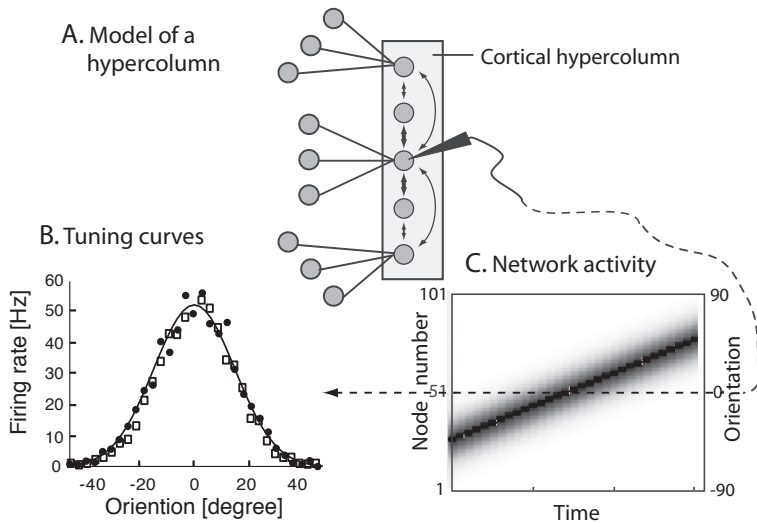 A. Model of a
hypercolumn
Cortical hypercolumn
B. Tuning curves
Firing rate [Hz]
60
50
40
30
20
10
0
-40
-20
0
20
40
Oriention [degree]
C. Network activity
Node number
101
51
1
90
0
-90
Orientation
Time